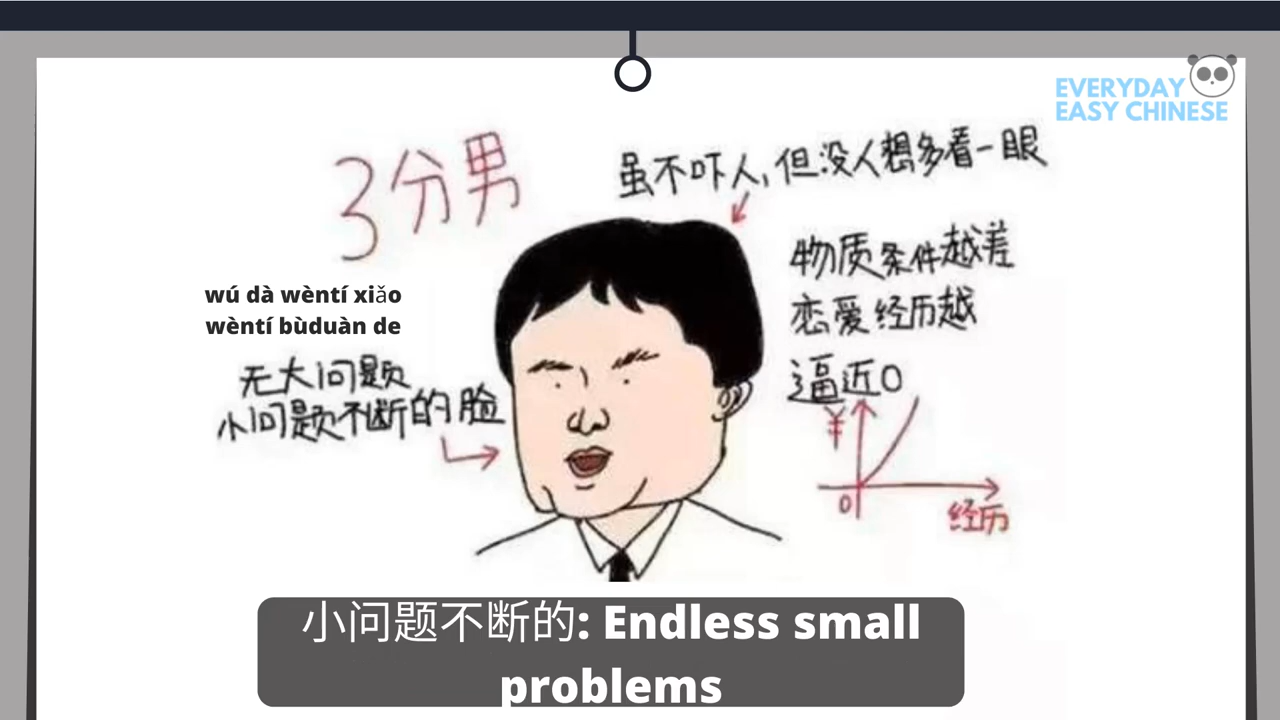 EVERYDAY
EASY CHINESE
3分男
虽不吓人,但没人想多看一眼
物质条件越差
恋爱经历越
逼近0
wú dà wèntí xiǎo
wèntí bùduàn de
无大问题
小问题不断的脸
¥
0
经历
小问题不断的: Endless small
problems